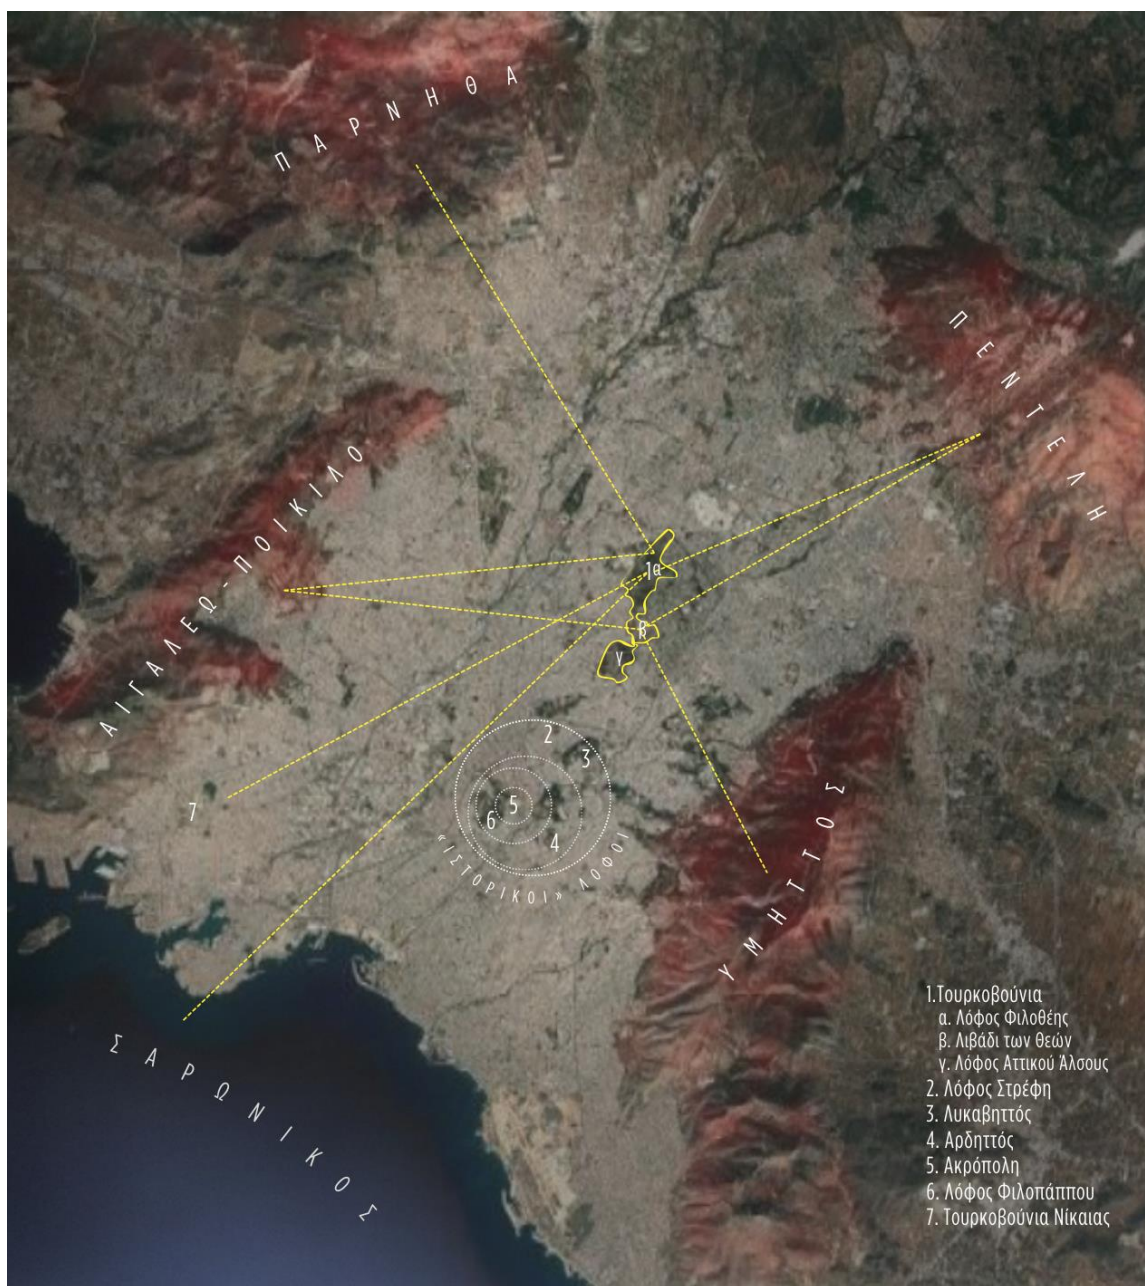 ΠΑΡΝΗΘΑ
ΠΕΝΤΕΛΗ
ΑΙΓΑΛΕΩ-ΠΟΙΚΙΛΟ
1α
β
γ
2
3
7
5
6
4
«ΙΣΤΟΡΙΚΟΙ» ΛΟΦΟΙ
ΥΜΗΤΤΟΣ
ΣΑΡΩΝΙΚΟΣ
1.Τουρκοβούνια
α. Λόφος Φιλοθέης
β. Λιβάδι των Θεών
γ. Λόφος Αττικού Άλσους
2. Λόφος Στρέφη
3. Λυκαβηττός
4. Αρδηττός
5. Ακρόπολη
6. Λόφος Φιλοπάππου
7. Τουρκοβούνια Νίκαιας